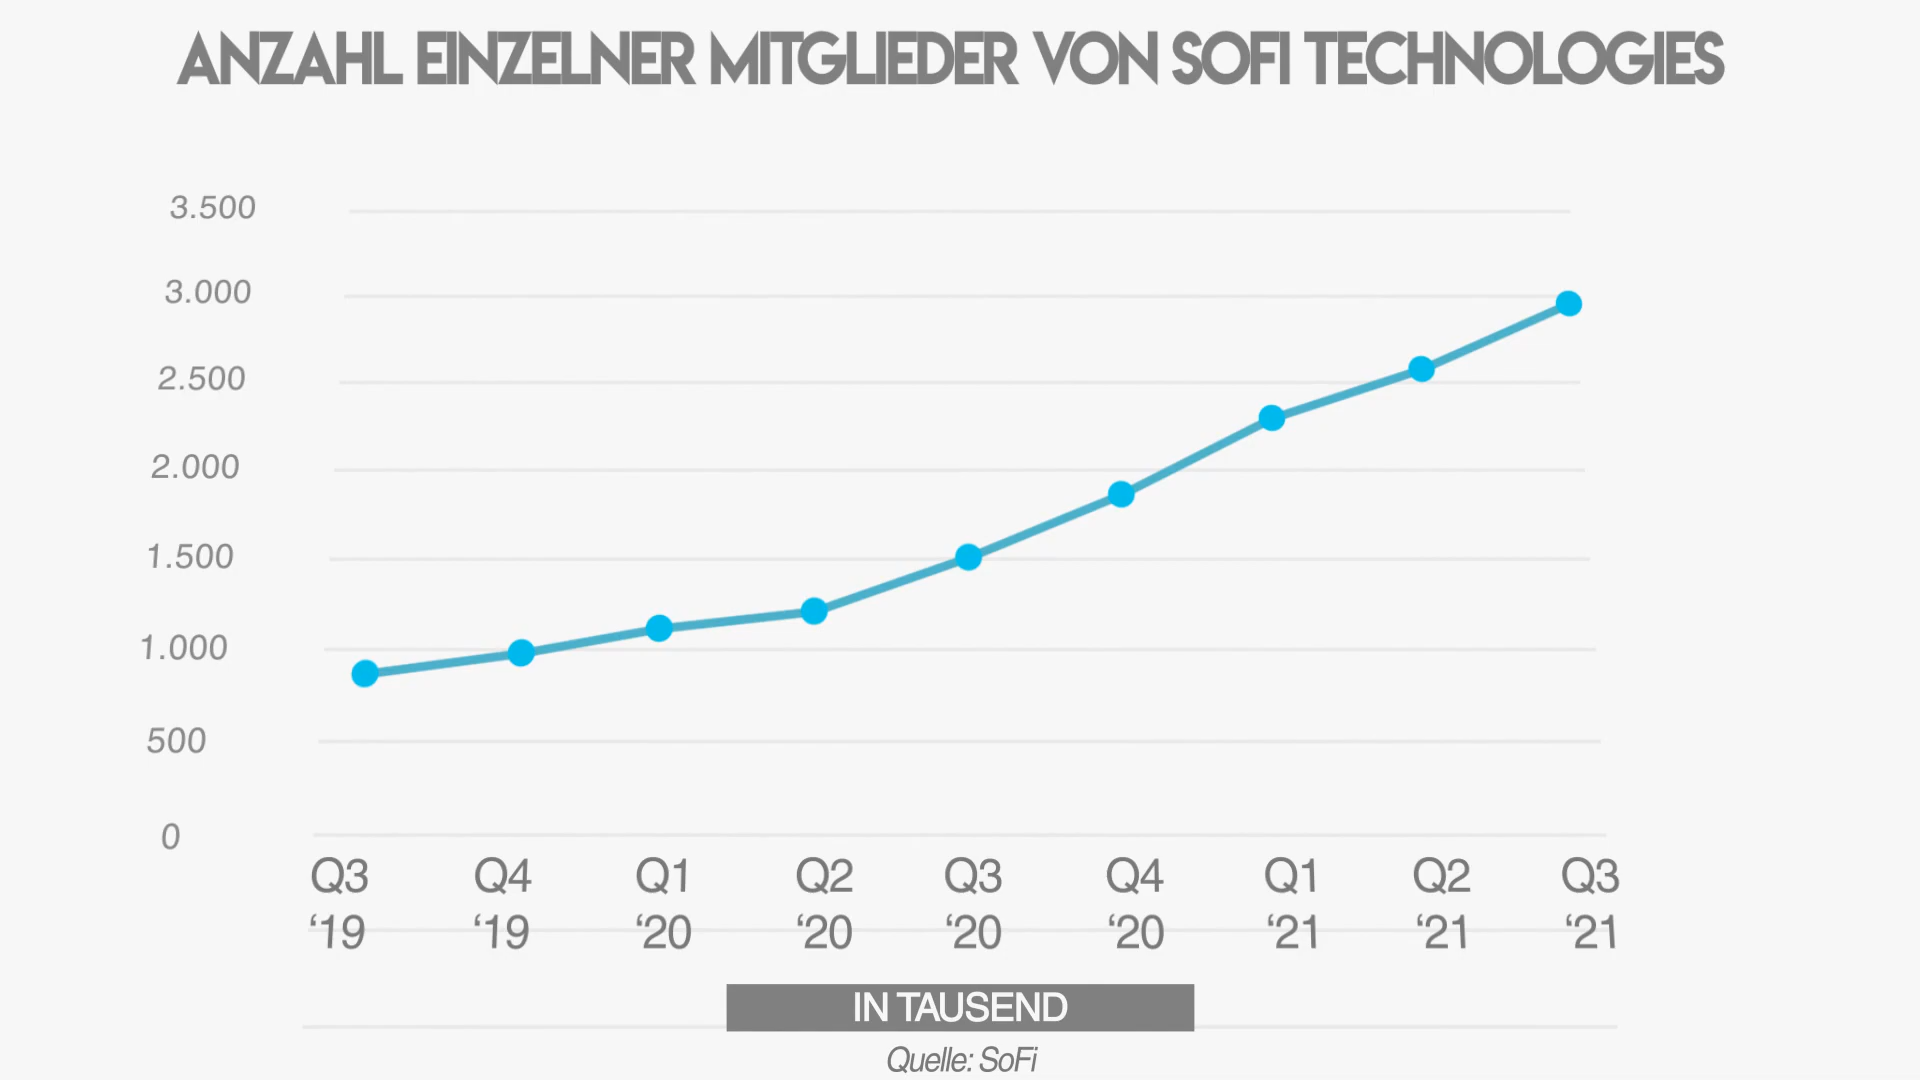 ANZAHL EINZELNER MITGLIEDER VON SOFI TECHNOLOGIES
3.500
3.000
2.500
2.000
1.500
1.000
500
0
Q3 Q4 Q1 Q2 Q3 Q4 Q1 Q2 Q3
‘19 ‘19 ‘20 ‘20 ‘20 ‘20 ‘21 ‘21 ‘21
IN TAUSEND
Quelle: SoFi